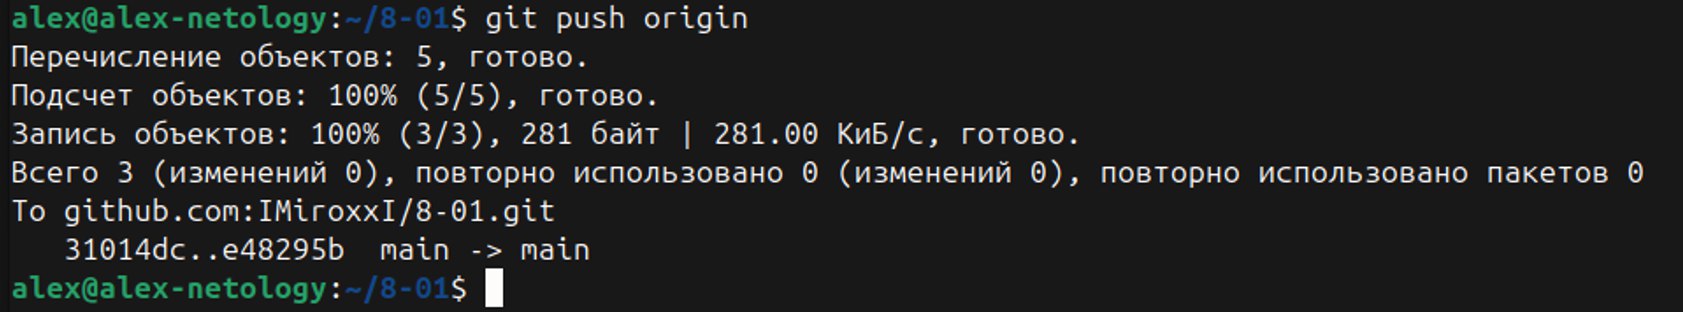 alex@alex-netology:~/8-01$ git push origin
Перечисление объектов: 5, готово.
Подсчет объектов: 100% (5/5), готово.
Запись объектов: 100% (3/3), 281 байт | 281.00 КиБ/с, готово.
Всего 3 (изменений 0), повторно использовано 0 (изменений 0), повторно использовано пакетов 0
To github.com:IMiroxxI/8-01.git
   31014dc..e48295b  main -> main
alex@alex-netology:~/8-01$